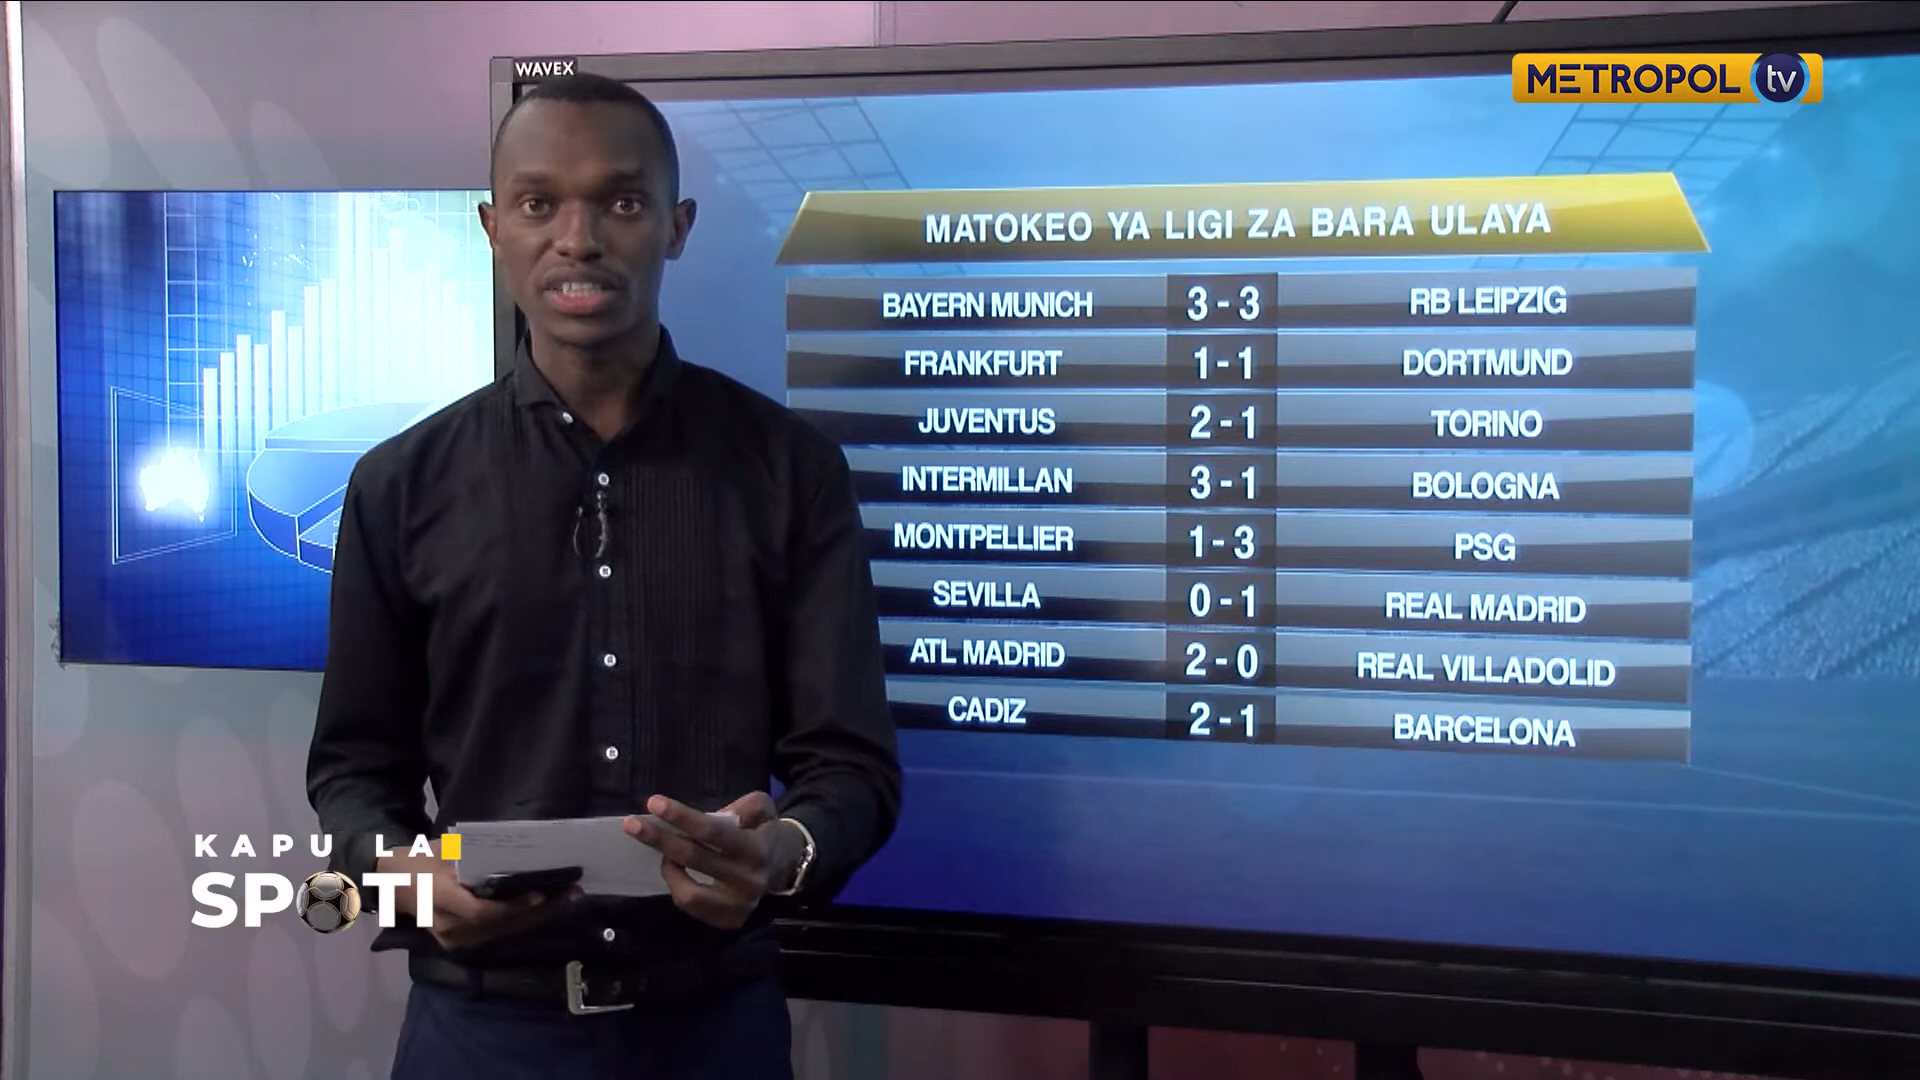 WAVEX
METROPOL tv
MATOKEO YA LIGI ZA BARA ULAYA
BAYERN MUNICH 3 - 3 RB LEIPZIG
FRANKFURT 1 - 1 DORTMUND
JUVENTUS 2 - 1 TORINO
INTERMILLAN 3 - 1 BOLOGNA
MONTPELLIER 1 - 3 PSG
SEVILLA 0 - 1 REAL MADRID
ATL MADRID 2 - 0 REAL VILLADOLID
CADIZ 2 - 1 BARCELONA
KAPU LA
SPOTI